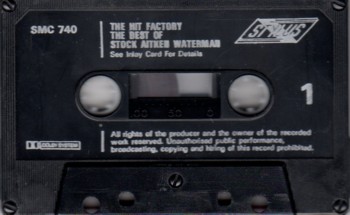 SMC 740
THE HIT FACTORY
THE BEST OF
STOCK AITKEN WATERMAN
See Inlay Card For Details
STYLUS
1
DOLBY SYSTEM
All rights of the producer and the owner of the recorded
work reserved. Unauthorised public performance,
broadcasting, copying and hiring of this record prohibited.